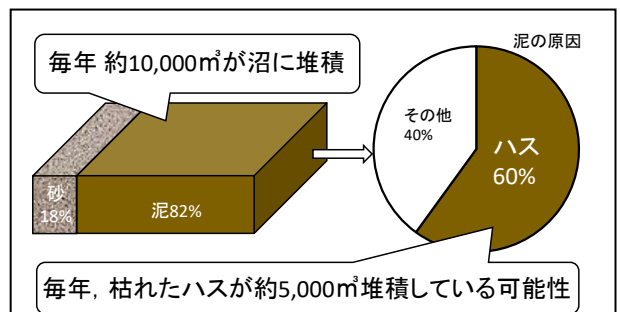 毎年 約10,000㎥が沼に堆積
泥の原因
その他
40%
ハス
60%
砂
18%
泥82%
毎年，枯れたハスが約5,000㎥堆積している可能性